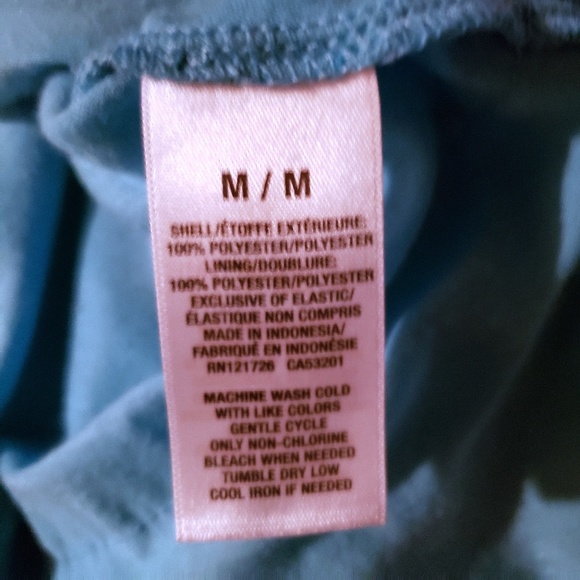 M / M
SHELL/ÉTOFFE EXTÉRIEURE:
100% POLYESTER/POLYESTER
LINING/DOUBLURE:
100% POLYESTER/POLYESTER
EXCLUSIVE OF ELASTIC/
ÉLASTIQUE NON COMPRIS
MADE IN INDONESIA/
FABRIQUÉ EN INDONÉSIE
RN121726 CA53201
MACHINE WASH COLD
WITH LIKE COLORS
GENTLE CYCLE
ONLY NON-CHLORINE
BLEACH WHEN NEEDED
TUMBLE DRY LOW
COOL IRON IF NEEDED